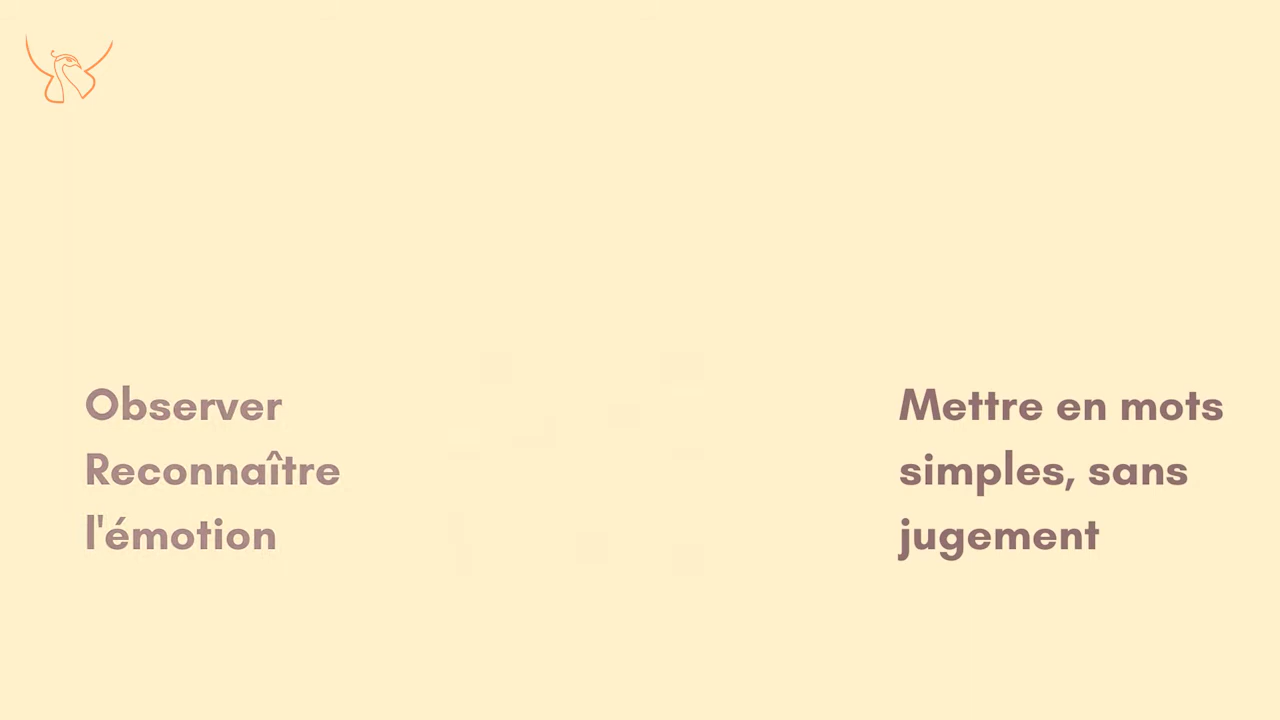 Observer
Reconnaître
l'émotion
Mettre en mots
simples, sans
jugement